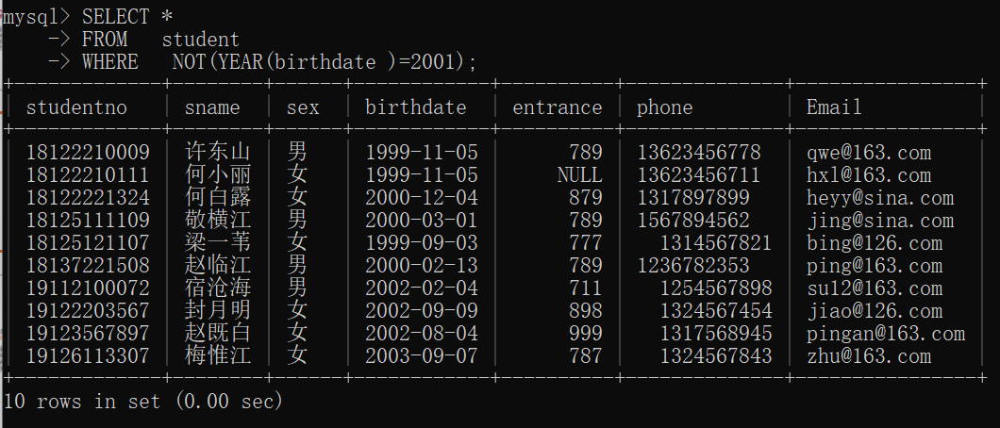 mysql> SELECT *
    -> FROM   student
    -> WHERE   NOT(YEAR(birthdate )=2001);
+-------------+--------+------+------------+----------+-------------+----------------+
| studentno   | sname  | sex  | birthdate  | entrance | phone       | Email          |
+-------------+--------+------+------------+----------+-------------+----------------+
| 18122210009 | 许东山 | 男   | 1999-11-05 |      789 | 13623456778 | qwe@163.com    |
| 18122210111 | 何小丽 | 女   | 1999-11-05 |     NULL | 13623456711 | hxl@163.com    |
| 18122221324 | 何白露 | 女   | 2000-12-04 |      879 | 1317897899  | heyy@sina.com  |
| 18125111109 | 敬横江 | 男   | 2000-03-01 |      789 | 1567894562  | jing@sina.com  |
| 18125121107 | 梁一苇 | 女   | 1999-09-03 |      777 |   1314567821 | bing@126.com   |
| 18137221508 | 赵临江 | 男   | 2000-02-13 |      789 | 1236782353  | ping@163.com   |
| 19112100072 | 宿沧海 | 男   | 2002-02-04 |      711 |   1254567898 | su12@163.com   |
| 19122203567 | 封月明 | 女   | 2002-09-09 |      898 |   1324567454 | jiao@126.com   |
| 19123567897 | 赵既白 | 女   | 2002-08-04 |      999 |   1317568945 | pingan@163.com |
| 19126113307 | 梅惟江 | 女   | 2003-09-07 |      787 |   1324567843 | zhu@163.com    |
+-------------+--------+------+------------+----------+-------------+----------------+
10 rows in set (0.00 sec)